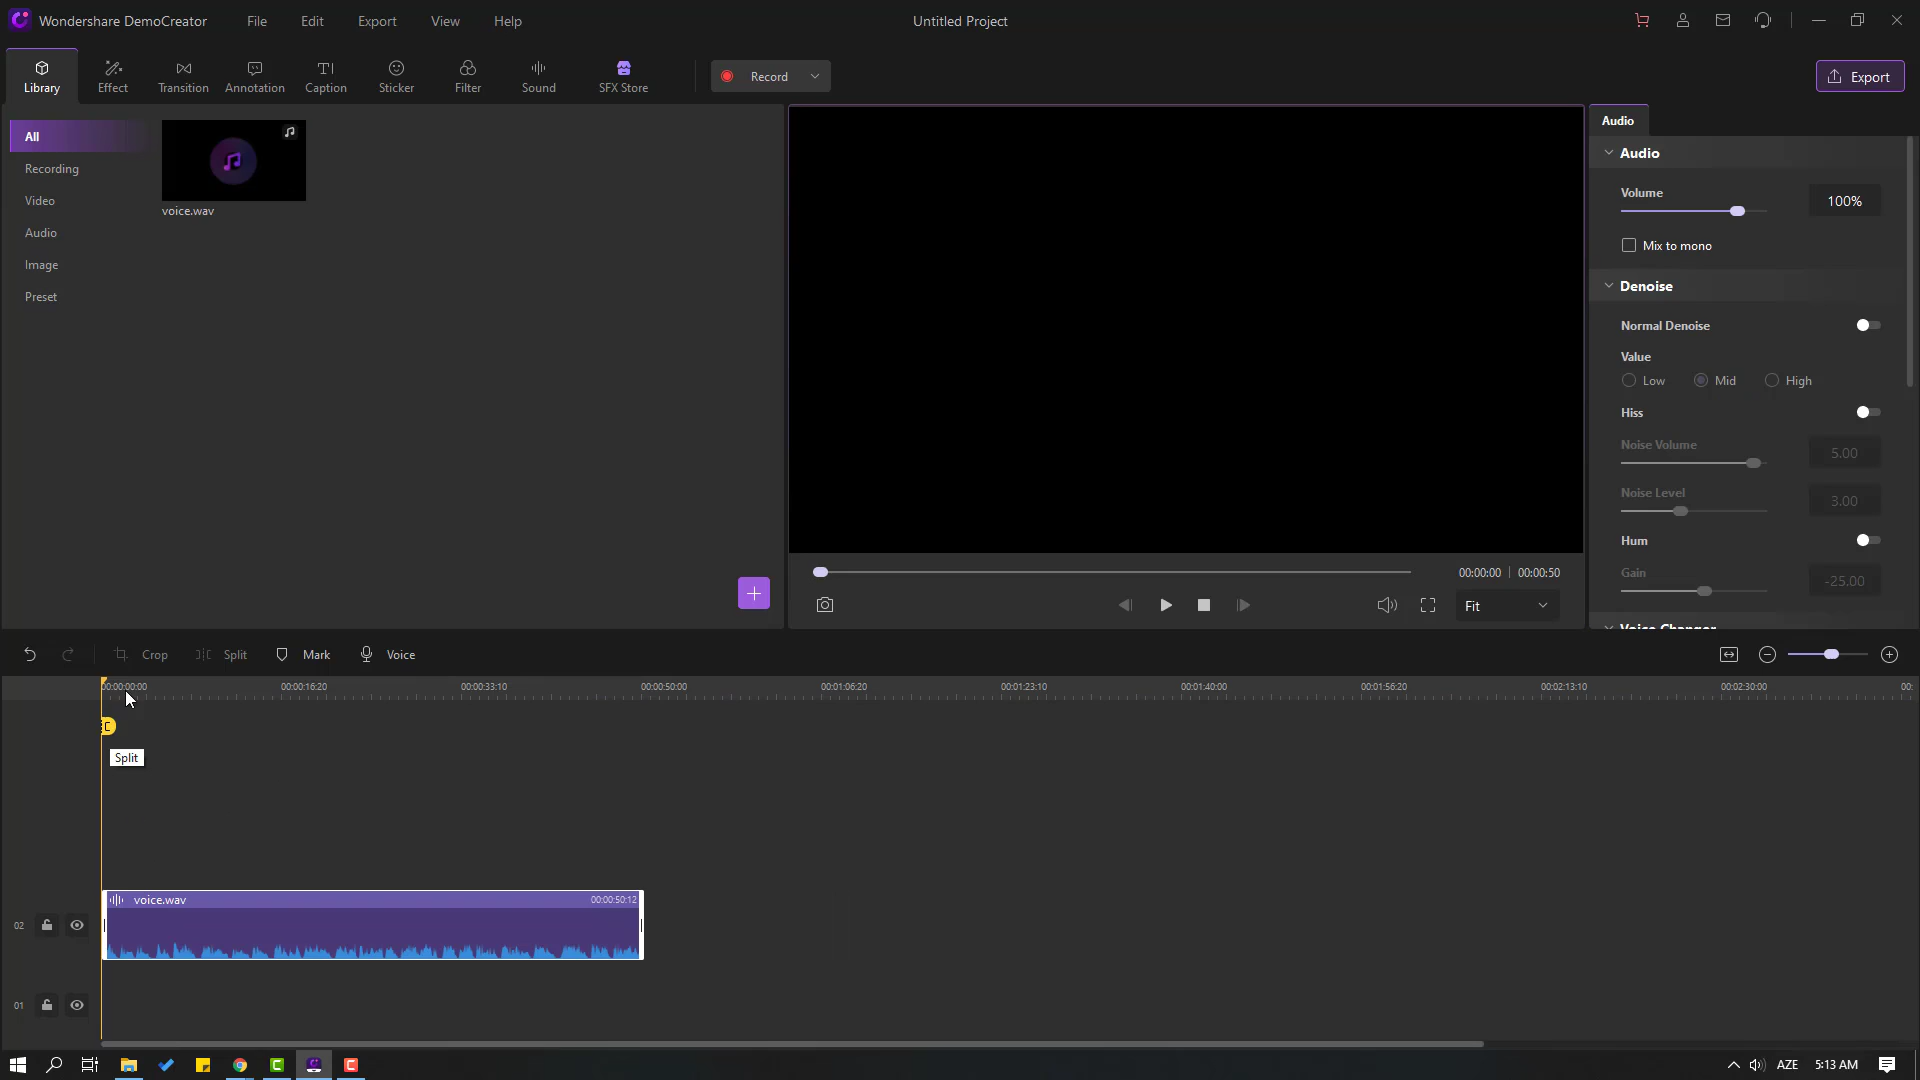 Wondershare DemoCreator File Edit Export View Help Untitled Project
Library Effect Transition Annotation Caption Sticker Filter Sound SFX Store Record Export
All
Recording
Video
Audio
Image
Preset
voice.wav
00:00:00 | 00:00:50
Fit
Audio
Audio
Volume
100%
Mix to mono
Denoise
Normal Denoise
Value
Low Mid High
Hiss
Noise Volume 5.00
Noise Level 3.00
Hum
Gain -25.00
Voice Changer
Crop Split Mark Voice
00:00:00:00 00:00:16:20 00:00:33:10 00:00:50:00 00:01:06:20 00:01:23:10 00:01:40:00 00:01:56:20 00:02:13:10 00:02:30:00 00:
Split
voice.wav 00:00:50:12
02
01
AZE 5:13 AM